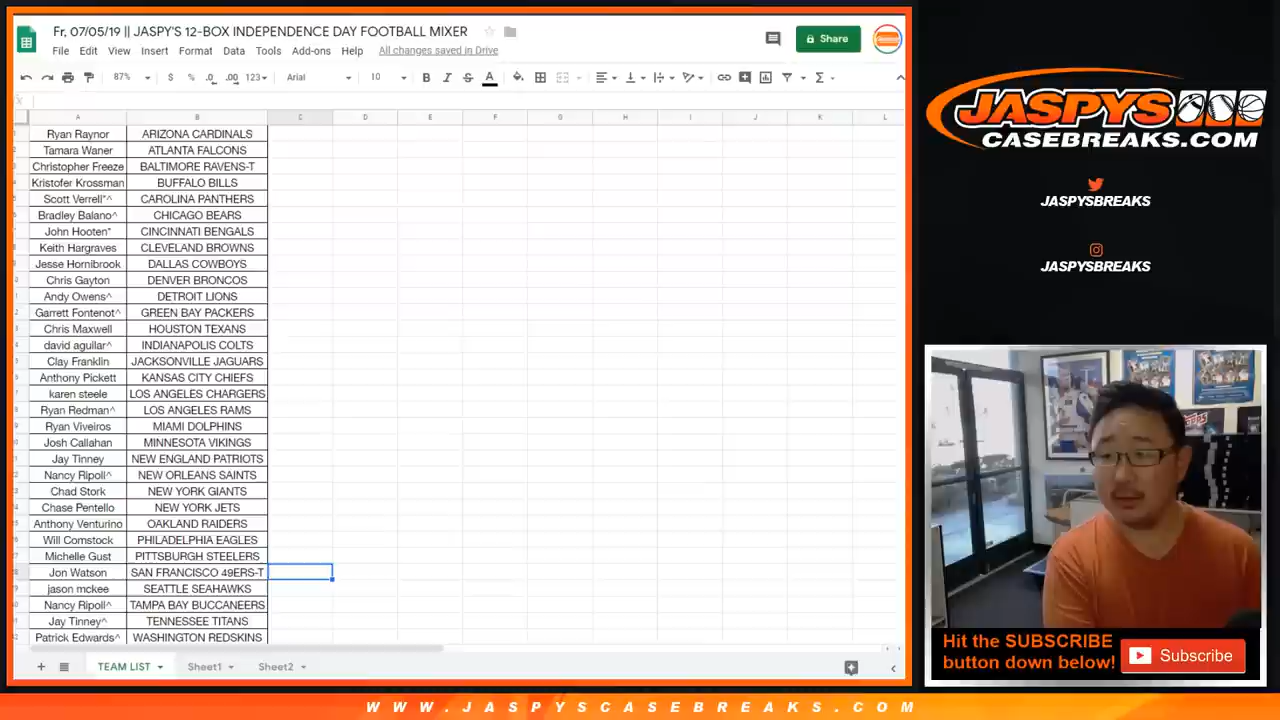 Fr, 07/05/19 || JASPY'S 12-BOX INDEPENDENCE DAY FOOTBALL MIXER
File Edit View Insert Format Data Tools Add-ons Help All changes saved in Drive
Share
87% $ % .0 .00 123 Arial 10 B I S A
A B C D E F G H I J K L
Ryan Raynor ARIZONA CARDINALS
Tamara Waner ATLANTA FALCONS
Christopher Freeze BALTIMORE RAVENS-T
Kristofer Krossman BUFFALO BILLS
Scott Verrell*^ CAROLINA PANTHERS
Bradley Balano^ CHICAGO BEARS
John Hooten* CINCINNATI BENGALS
Keith Hargraves CLEVELAND BROWNS
Jesse Hornibrook DALLAS COWBOYS
Chris Gayton DENVER BRONCOS
Andy Owens^ DETROIT LIONS
Garrett Fontenot^ GREEN BAY PACKERS
Chris Maxwell HOUSTON TEXANS
david aguilar^ INDIANAPOLIS COLTS
Clay Franklin JACKSONVILLE JAGUARS
Anthony Pickett KANSAS CITY CHIEFS
karen steele LOS ANGELES CHARGERS
Ryan Redman^ LOS ANGELES RAMS
Ryan Viveiros MIAMI DOLPHINS
Josh Callahan MINNESOTA VIKINGS
Jay Tinney NEW ENGLAND PATRIOTS
Nancy Ripoll^ NEW ORLEANS SAINTS
Chad Stork NEW YORK GIANTS
Chase Pentello NEW YORK JETS
Anthony Venturino OAKLAND RAIDERS
Will Comstock PHILADELPHIA EAGLES
Michelle Gust PITTSBURGH STEELERS
Jon Watson SAN FRANCISCO 49ERS-T
jason mckee SEATTLE SEAHAWKS
Nancy Ripoll^ TAMPA BAY BUCCANEERS
Jay Tinney^ TENNESSEE TITANS
Patrick Edwards^ WASHINGTON REDSKINS
TEAM LIST Sheet1 Sheet2
JASPYS
CASEBREAKS.COM
JASPYSBREAKS
JASPYSBREAKS
Hit the SUBSCRIBE
button down below!
Subscribe
WWW.JASPYSCASEBREAKS.COM